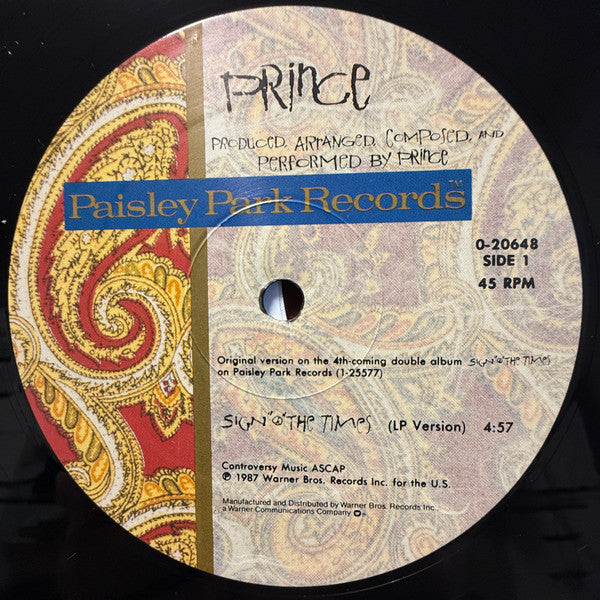 Prince
PRODUCED, ARRANGED, COMPOSED, AND
PERFORMED BY PRINCE
Paisley Park Records™
0-20648
SIDE 1
45 RPM
Original version on the 4th-coming double album SIGN "☮" THE TIMES
on Paisley Park Records (1-25577)
SIGN "☮" THE TIMES (LP Version) 4:57
Controversy Music ASCAP
℗ 1987 Warner Bros. Records Inc. for the U.S.
Manufactured and Distributed by Warner Bros. Records Inc.,
a Warner Communications Company